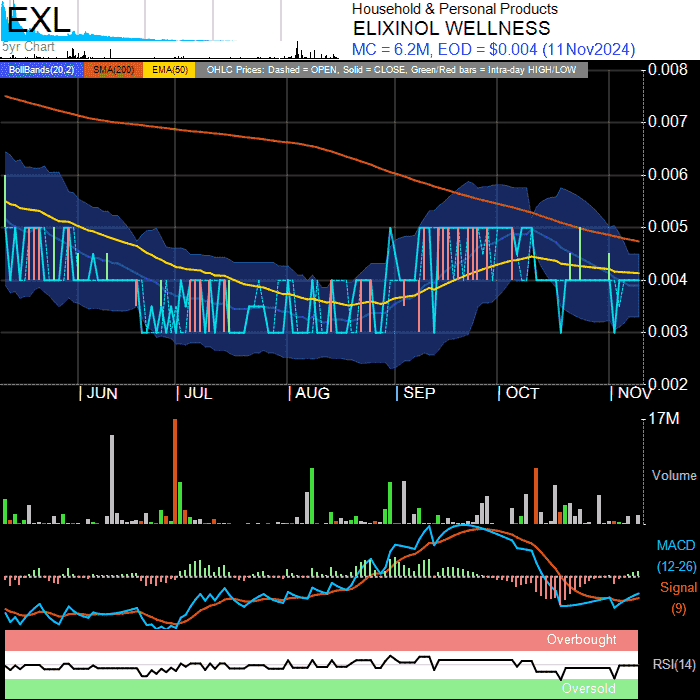 EXL
Household & Personal Products
ELIXINOL WELLNESS
5yr Chart
MC = 6.2M, EOD = $0.004 (11Nov2024)
BollBands(20,2) SMA(200) EMA(50) OHLC Prices: Dashed = OPEN, Solid = CLOSE, Green/Red bars = Intra-day HIGH/LOW
0.008
0.007
0.006
0.005
0.004
0.003
0.002
JUN JUL AUG SEP OCT NOV
17M
Volume
MACD
(12-26)
Signal
(9)
Overbought
RSI(14)
Oversold